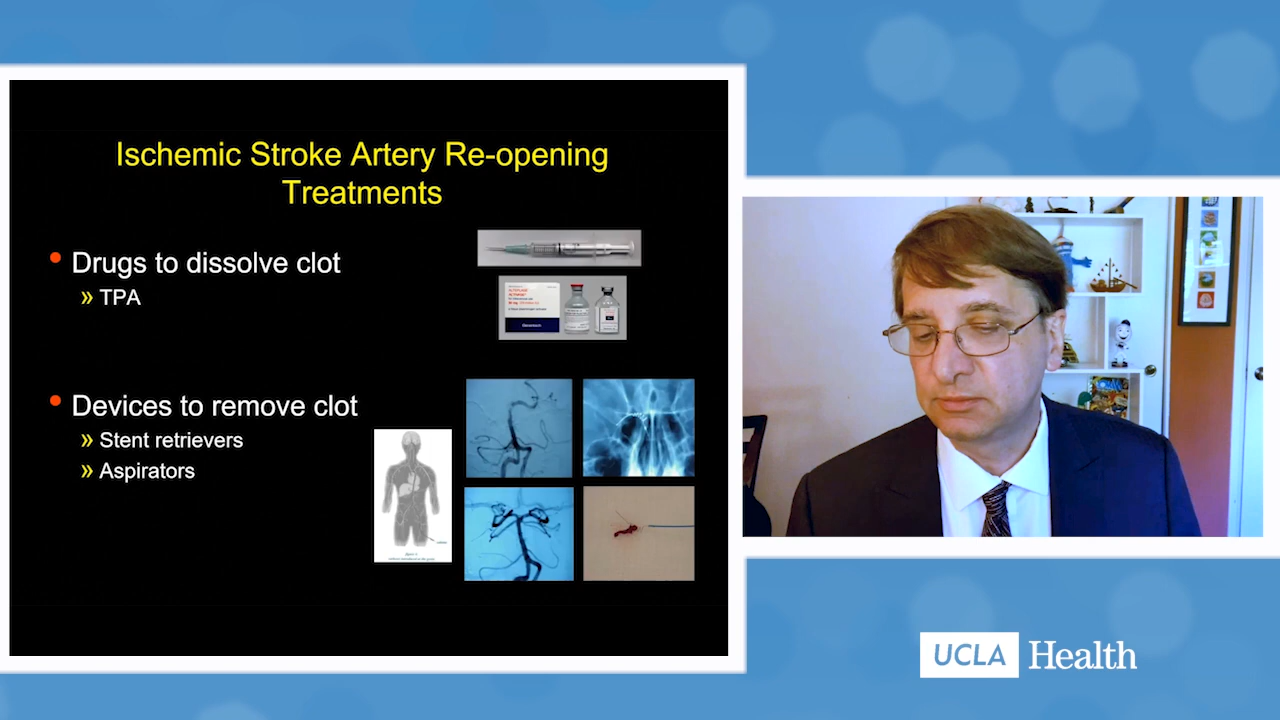 Ischemic Stroke Artery Re-opening
Treatments
• Drugs to dissolve clot
» TPA
• Devices to remove clot
» Stent retrievers
» Aspirators
UCLA Health